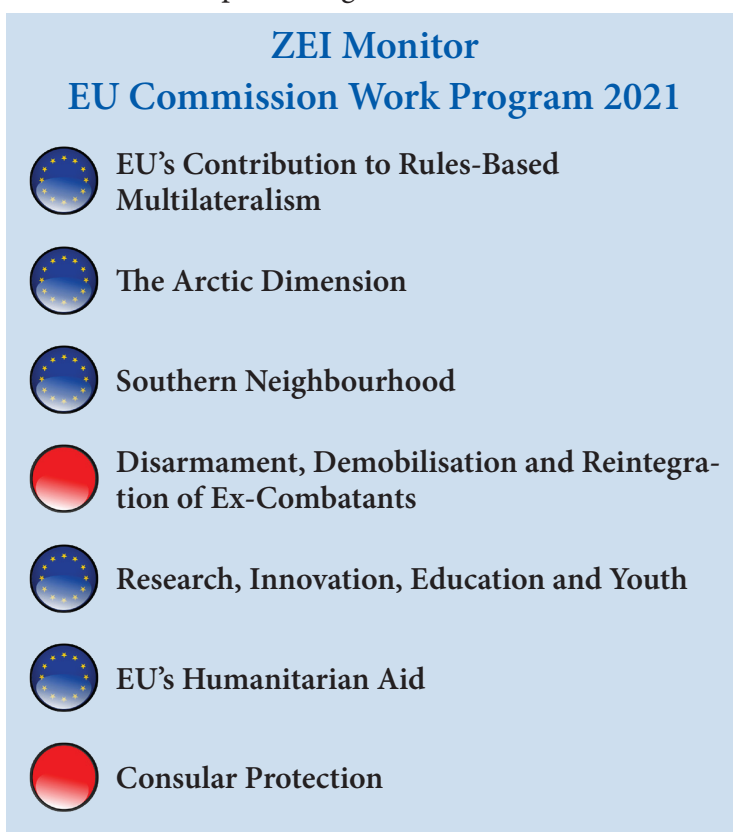 ZEI Monitor
EU Commission Work Program 2021
EU’s Contribution to Rules-Based
Multilateralism
The Arctic Dimension
Southern Neighbourhood
Disarmament, Demobilisation and Reintegra-
tion of Ex-Combatants
Research, Innovation, Education and Youth
EU’s Humanitarian Aid
Consular Protection